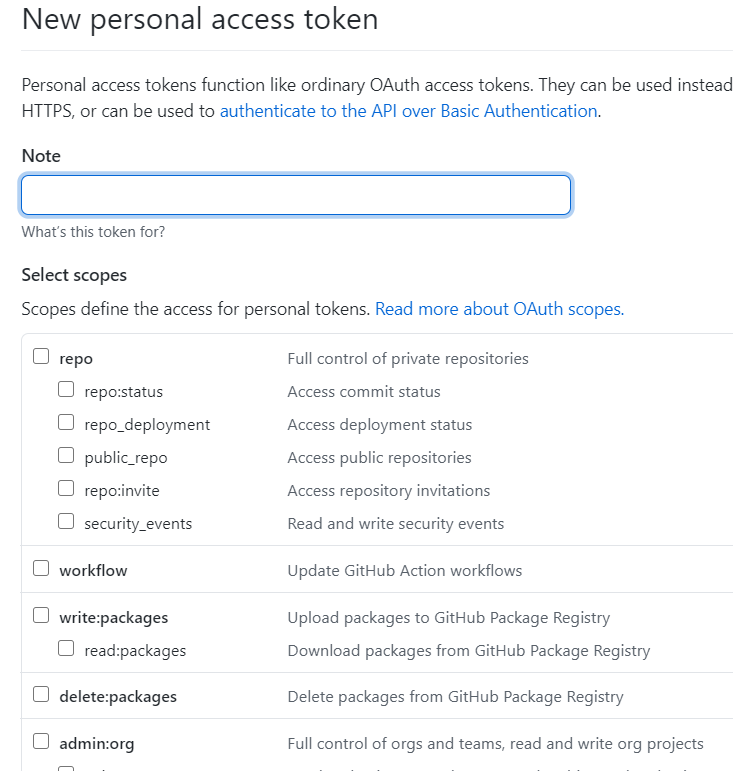 New personal access token
Personal access tokens function like ordinary OAuth access tokens. They can be used instead
HTTPS, or can be used to authenticate to the API over Basic Authentication.
Note
What's this token for?
Select scopes
Scopes define the access for personal tokens. Read more about OAuth scopes.
repo Full control of private repositories
repo:status Access commit status
repo_deployment Access deployment status
public_repo Access public repositories
repo:invite Access repository invitations
security_events Read and write security events
workflow Update GitHub Action workflows
write:packages Upload packages to GitHub Package Registry
read:packages Download packages from GitHub Package Registry
delete:packages Delete packages from GitHub Package Registry
admin:org Full control of orgs and teams, read and write org projects